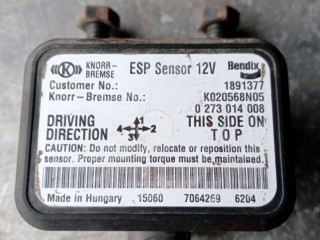 KNORR-BREMSE ESP Sensor 12V Bendix
Customer No.: 1891377
Knorr-Bremse No.: K020568N05
0 273 014 008
DRIVING DIRECTION 1 2 3 4 THIS SIDE ON TOP
CAUTION: Do not modify, relocate or reposition this
sensor. Proper mounting torque must be maintained.
Made in Hungary 15060 7064269 6204